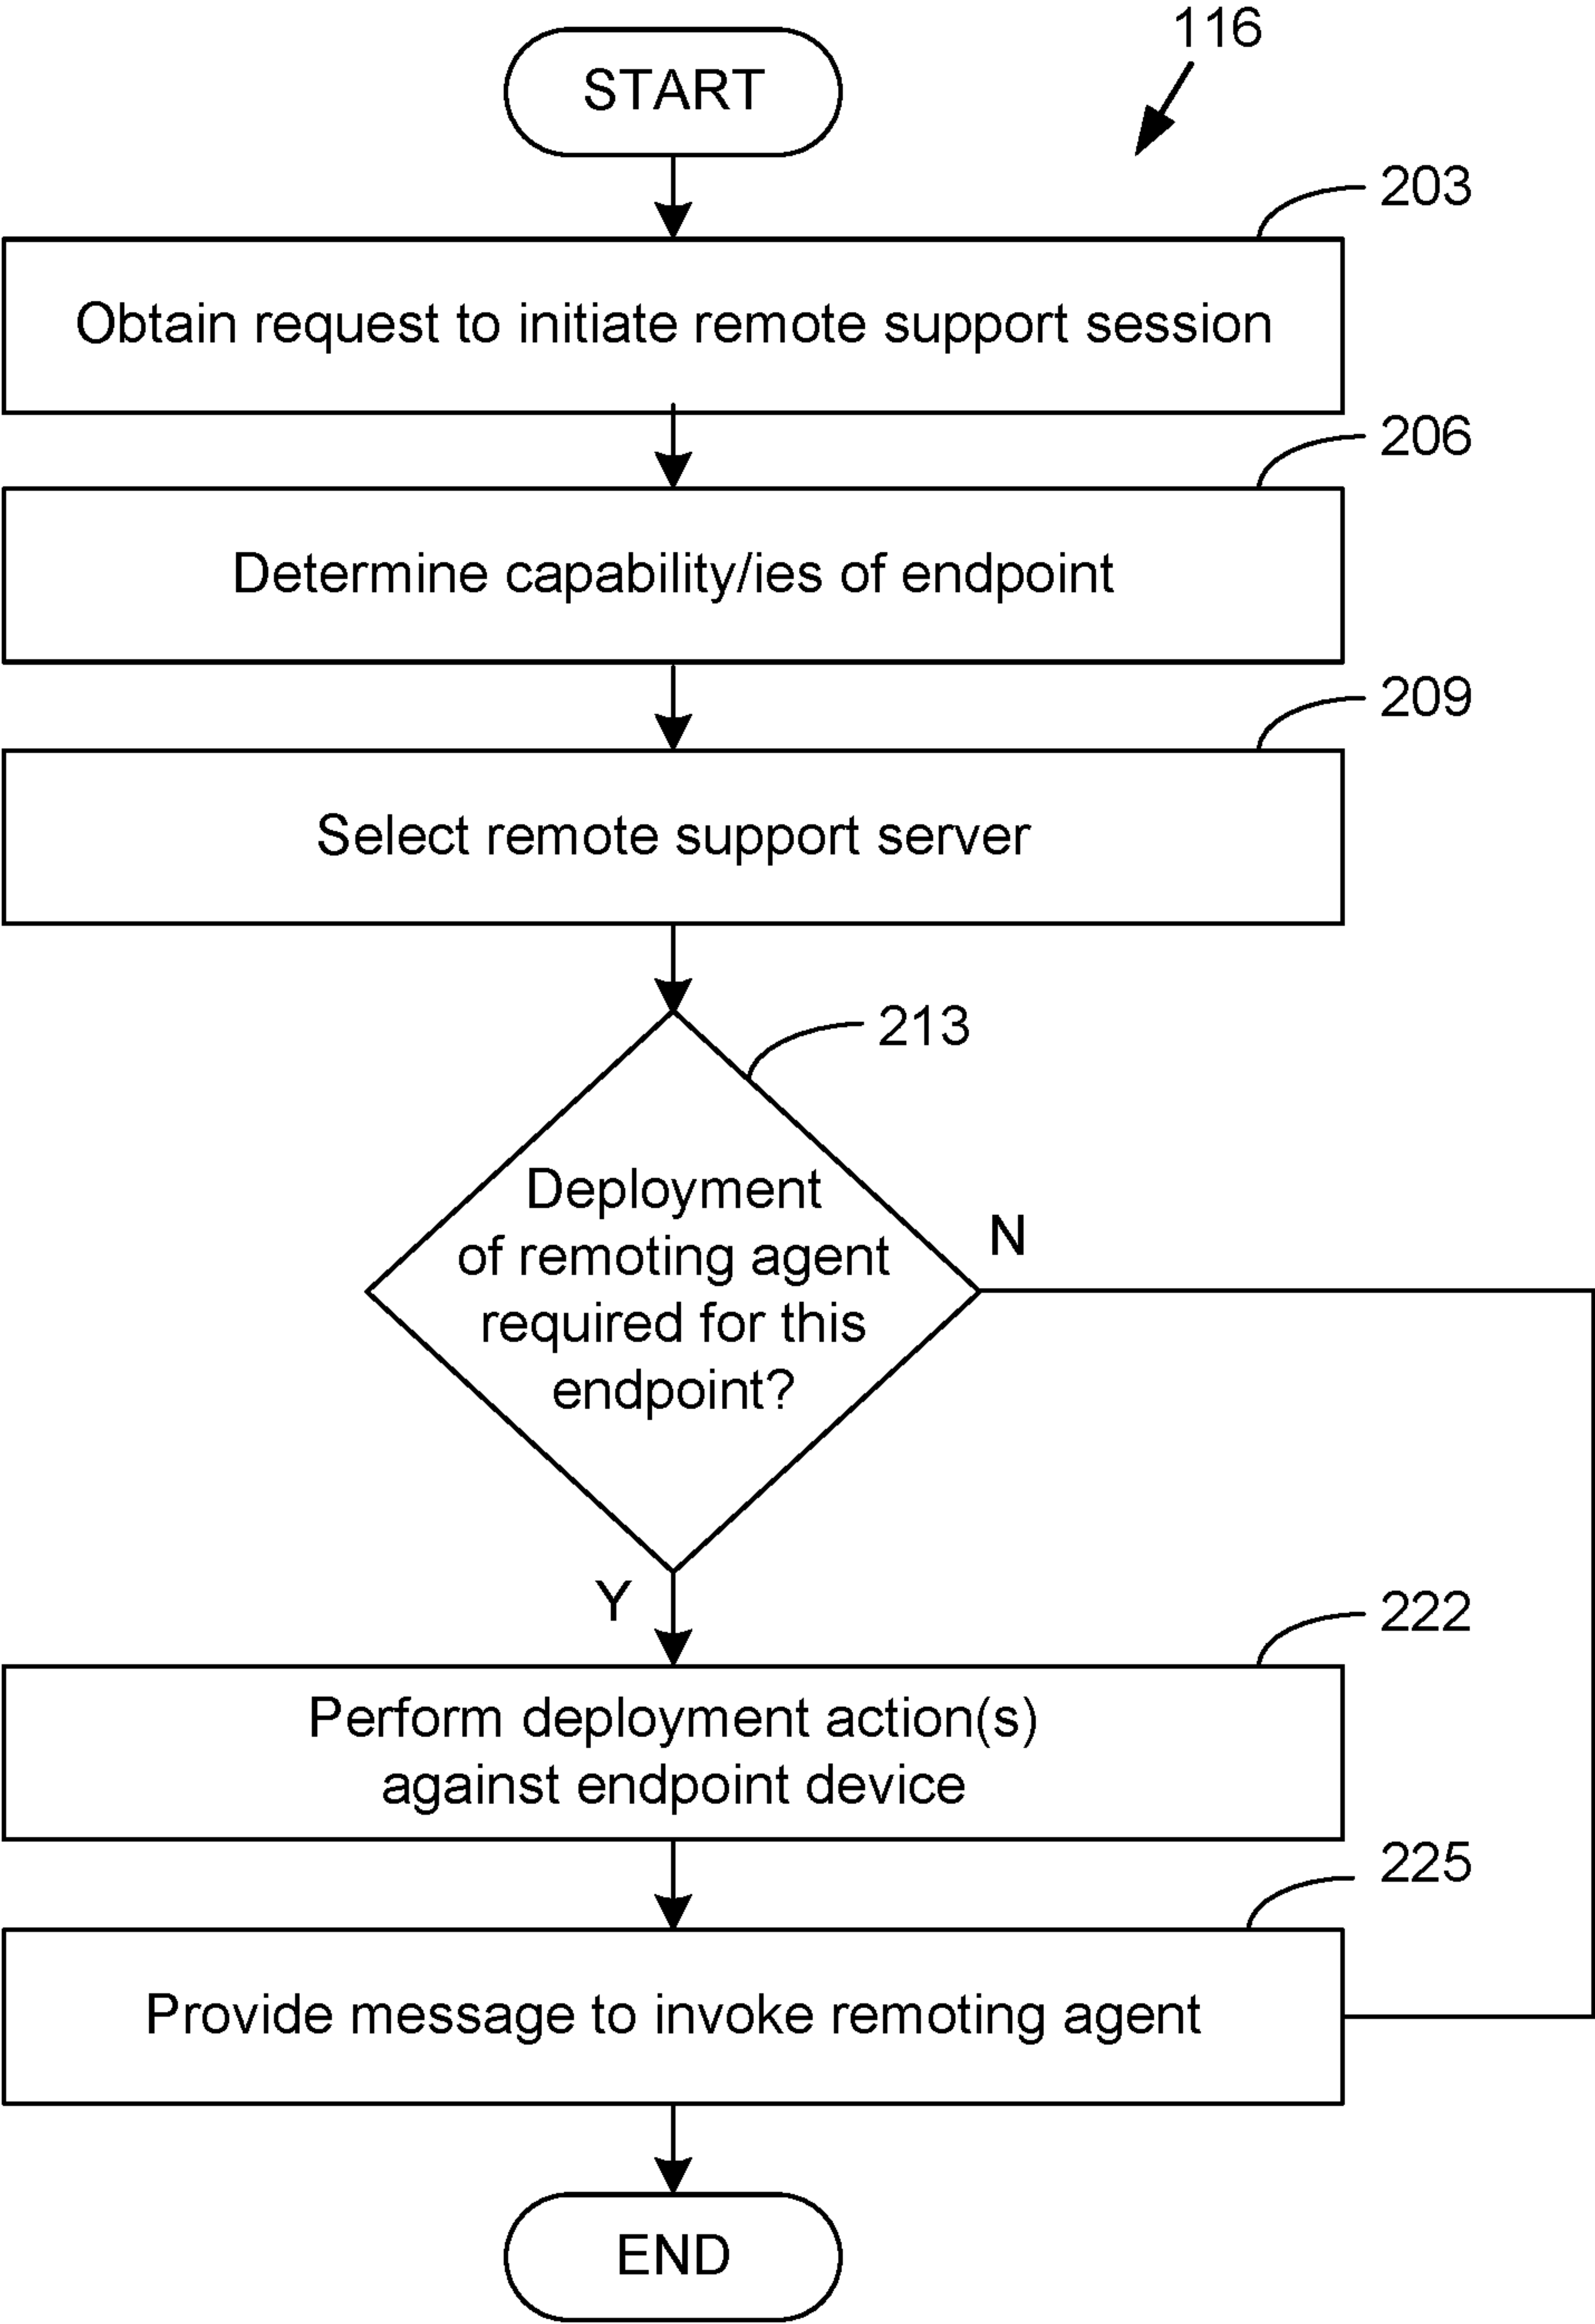 116
START
203
Obtain request to initiate remote support session
206
Determine capability/ies of endpoint
209
Select remote support server
213
Deployment
of remoting agent
required for this
endpoint?
N
Y
222
Perform deployment action(s)
against endpoint device
225
Provide message to invoke remoting agent
END